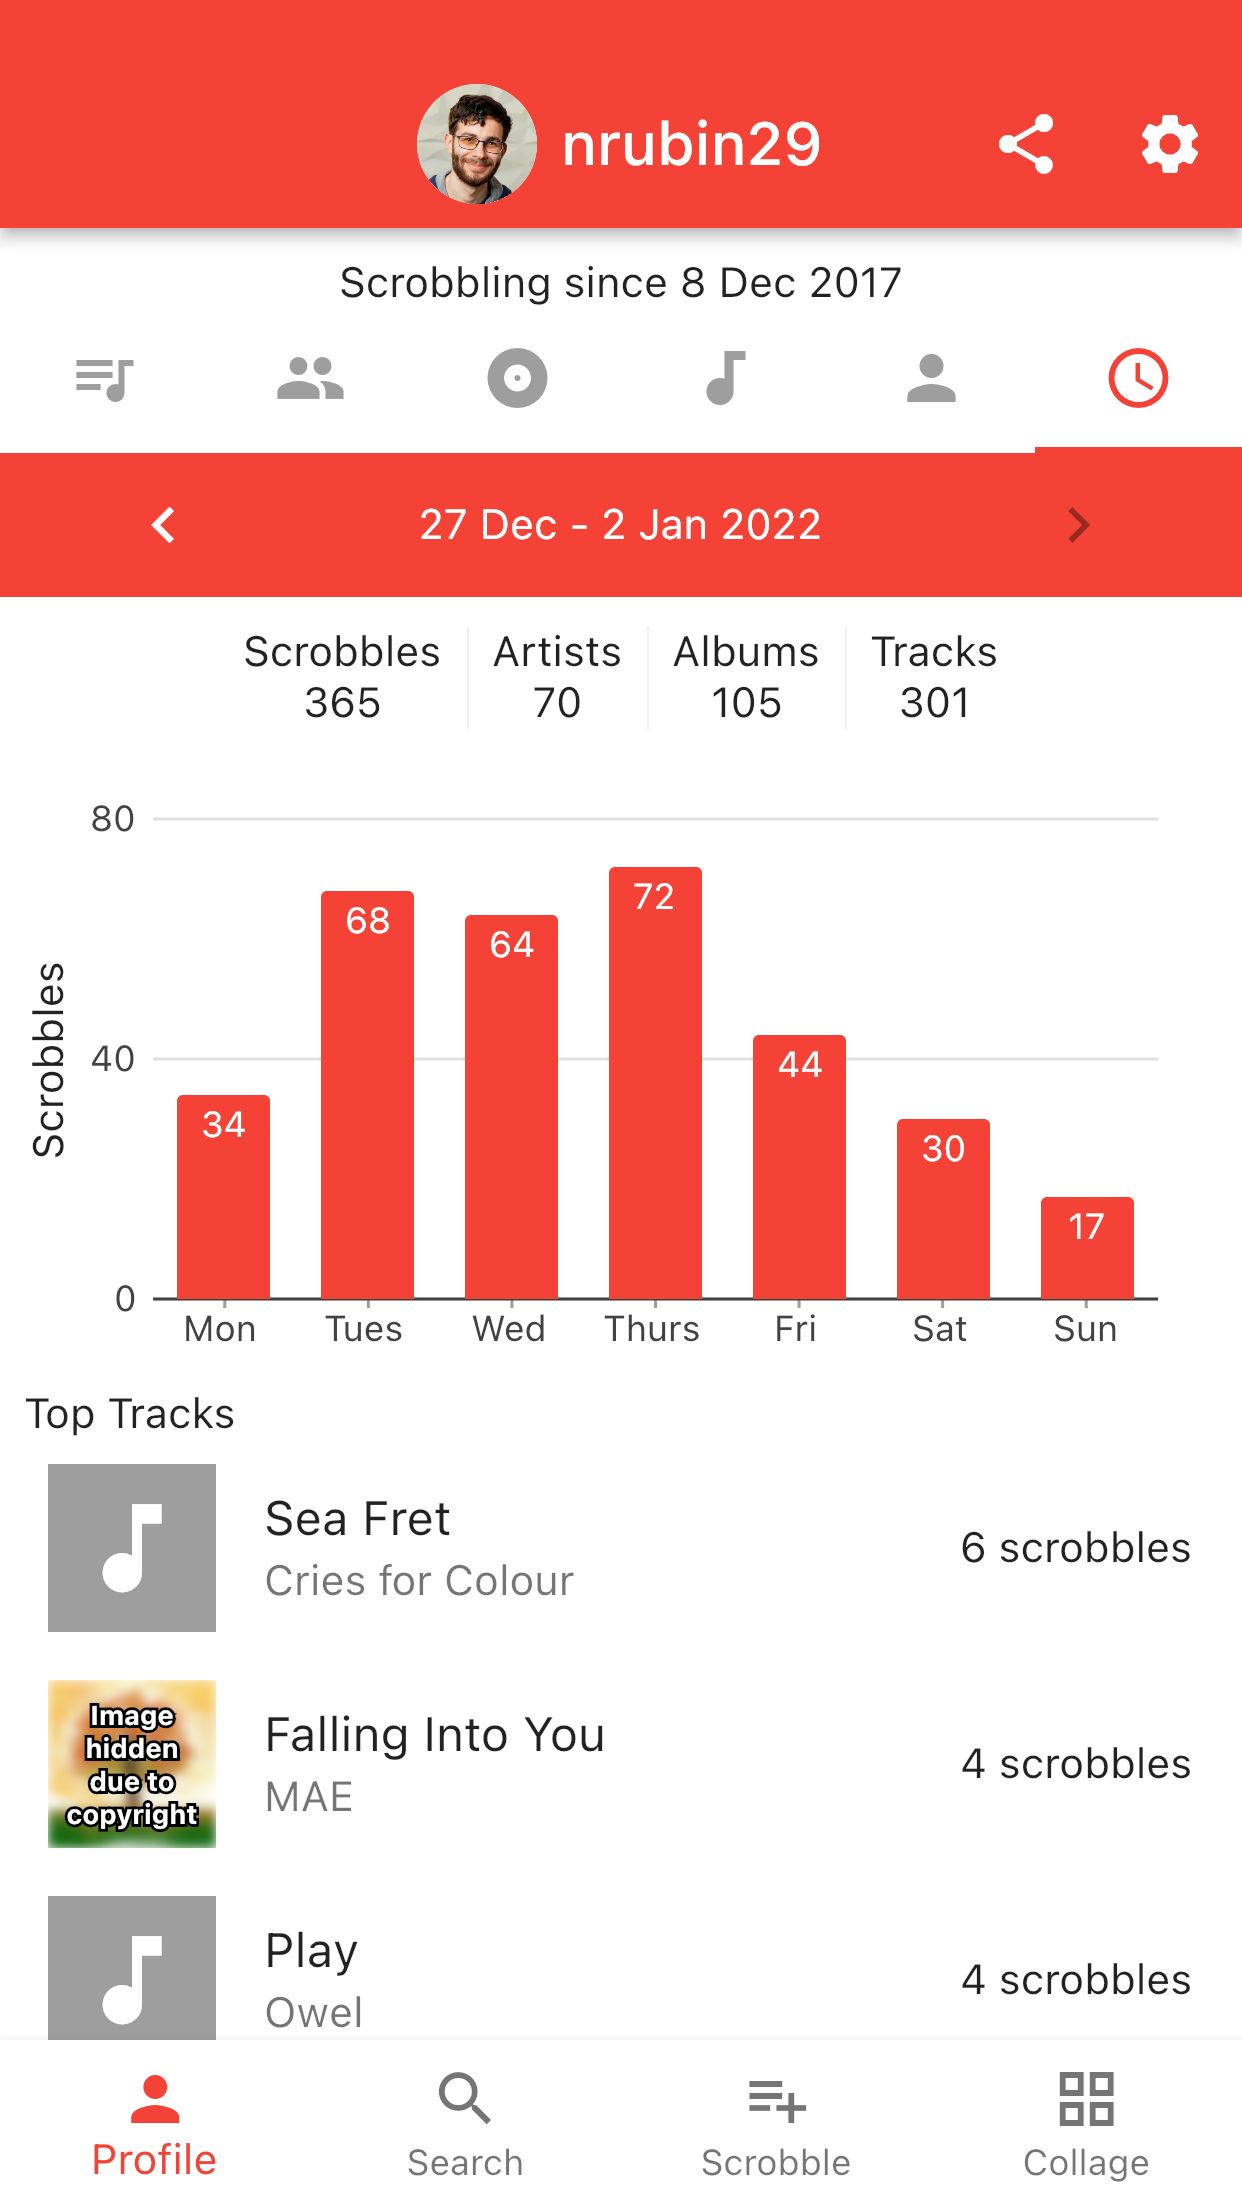 nrubin29
Scrobbling since 8 Dec 2017
27 Dec - 2 Jan 2022
Scrobbles Artists Albums Tracks
365 70 105 301
80
72
68
64
Scrobbles
40
44
34
30
17
0
Mon Tues Wed Thurs Fri Sat Sun
Top Tracks
Sea Fret
Cries for Colour
6 scrobbles
Image
hidden
due to
copyright
Falling Into You
MAE
4 scrobbles
Play
Owel
4 scrobbles
Profile Search Scrobble Collage